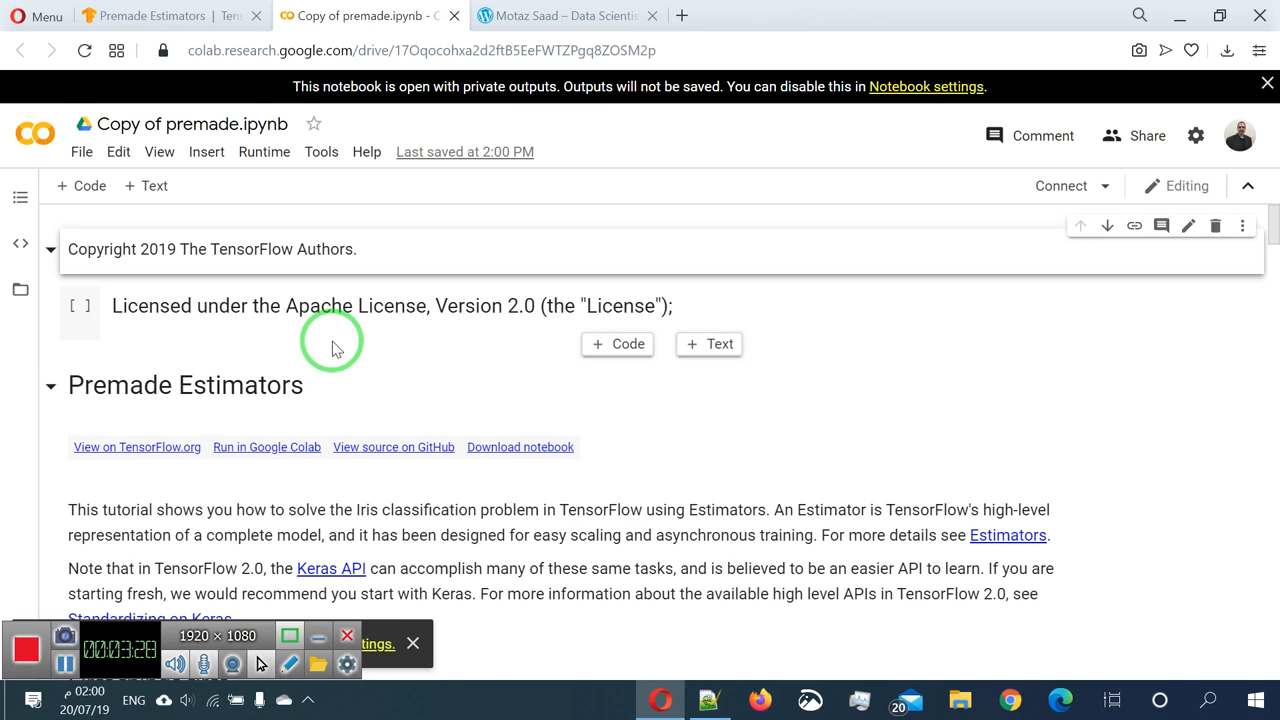 Menu
Premade Estimators | Tens
Copy of premade.ipynb - C
Motaz Saad – Data Scientis
colab.research.google.com/drive/17Oqocohxa2d2ftB5EeFWTZPgq8ZOSM2p
This notebook is open with private outputs. Outputs will not be saved. You can disable this in Notebook settings.
Copy of premade.ipynb
Comment
Share
File Edit View Insert Runtime Tools Help Last saved at 2:00 PM
+ Code + Text
Connect
Editing
Copyright 2019 The TensorFlow Authors.
[ ] Licensed under the Apache License, Version 2.0 (the "License");
+ Code + Text
Premade Estimators
View on TensorFlow.org Run in Google Colab View source on GitHub Download notebook
This tutorial shows you how to solve the Iris classification problem in TensorFlow using Estimators. An Estimator is TensorFlow's high-level
representation of a complete model, and it has been designed for easy scaling and asynchronous training. For more details see Estimators.
Note that in TensorFlow 2.0, the Keras API can accomplish many of these same tasks, and is believed to be an easier API to learn. If you are
starting fresh, we would recommend you start with Keras. For more information about the available high level APIs in TensorFlow 2.0, see
Standardizing on Keras.
1920 × 1080
00:03:28
tings.
02:00 م
20/07/19
ENG
20